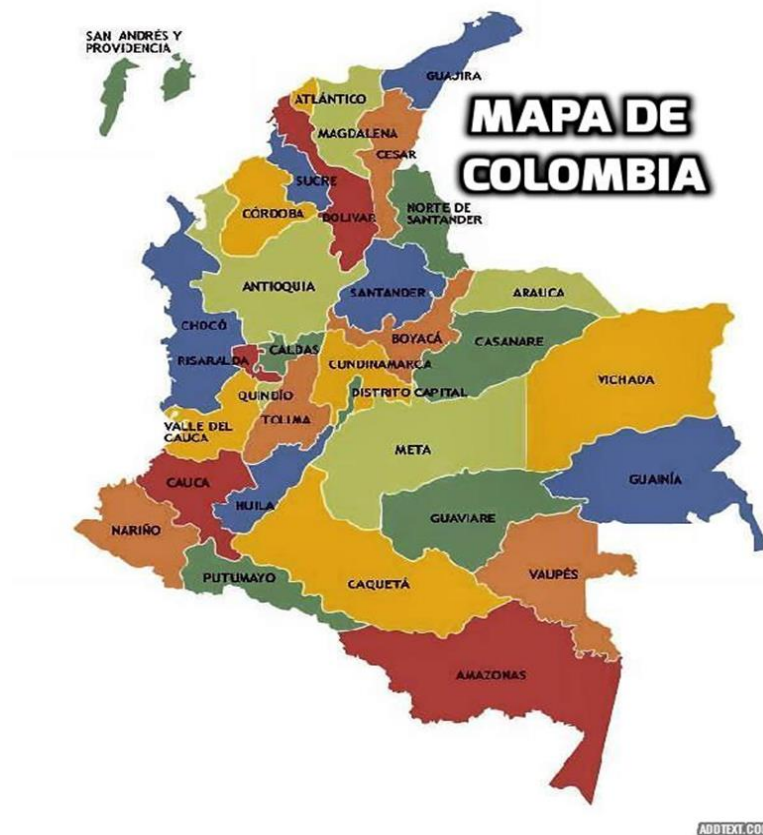 SAN ANDRÉS Y
PROVIDENCIA
GUAJIRA
ATLÁNTICO
MAPA DE
COLOMBIA
MAGDALENA
CESAR
SUCRE
CÓRDOBA
BOLIVAR
NORTE DE
SANTANDER
ANTIOQUIA
SANTANDER
ARAUCA
CHOCÓ
BOYACÁ
CASANARE
RISARALDA
CALDAS
CUNDINAMARCA
VICHADA
QUINDÍO
DISTRITO CAPITAL
TOLIMA
VALLE DEL
CAUCA
META
CAUCA
GUAINÍA
HUILA
GUAVIARE
NARIÑO
PUTUMAYO
CAQUETÁ
VAUPÉS
AMAZONAS
ADDTEXT.COM